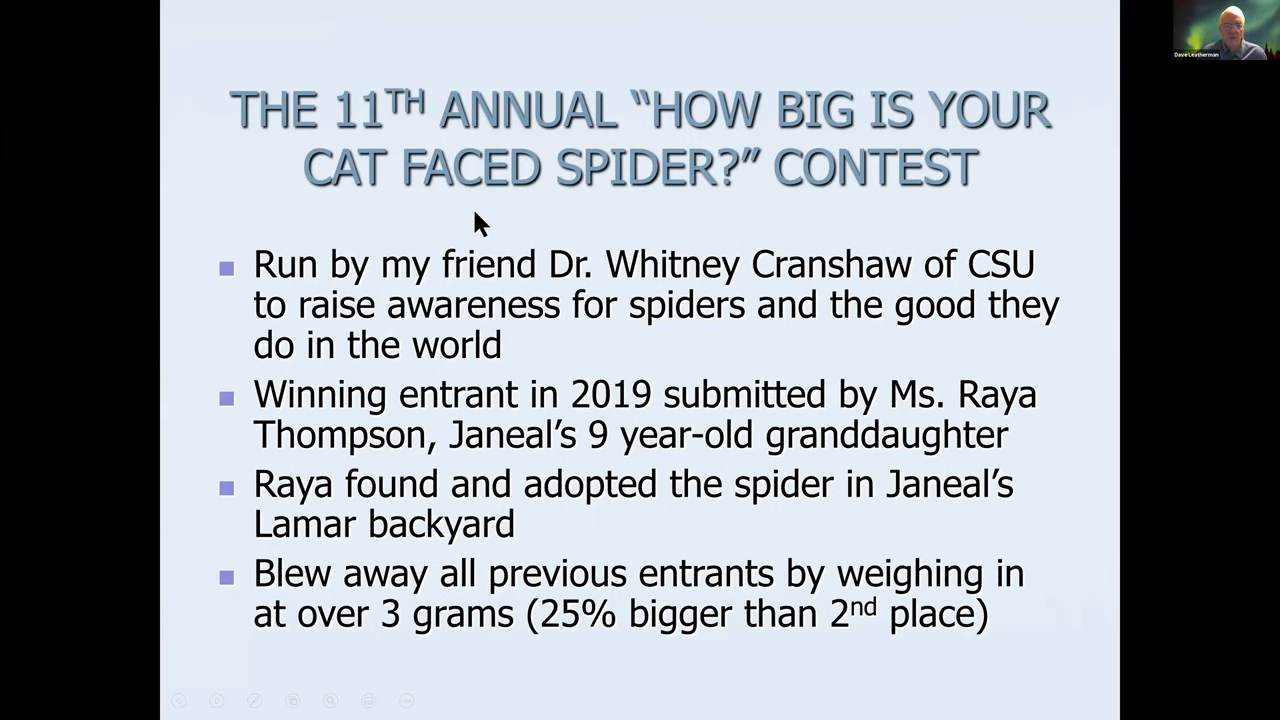 Dave Leatherman
THE 11TH ANNUAL “HOW BIG IS YOUR
CAT FACED SPIDER?” CONTEST
Run by my friend Dr. Whitney Cranshaw of CSU
to raise awareness for spiders and the good they
do in the world
Winning entrant in 2019 submitted by Ms. Raya
Thompson, Janeal’s 9 year-old granddaughter
Raya found and adopted the spider in Janeal’s
Lamar backyard
Blew away all previous entrants by weighing in
at over 3 grams (25% bigger than 2nd place)